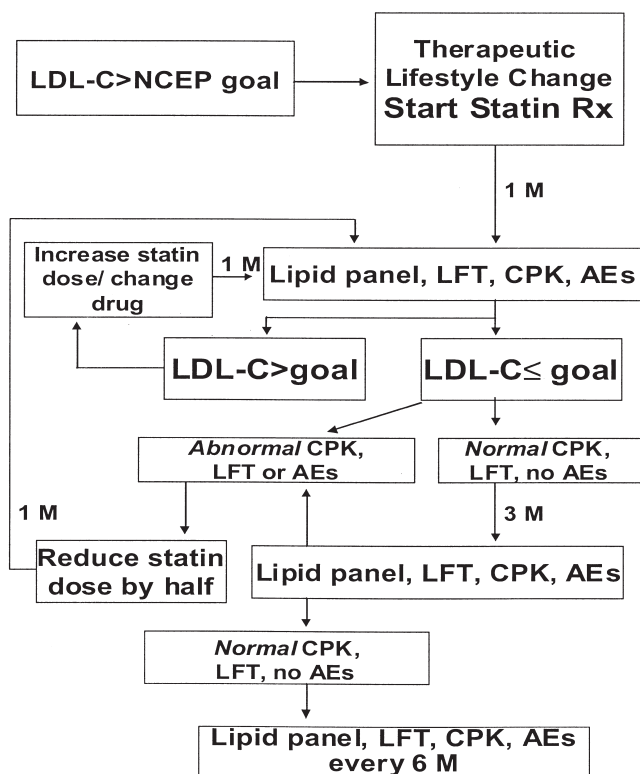 LDL-C>NCEP goal
Therapeutic
Lifestyle Change
Start Statin Rx
1 M
Increase statin
dose/ change
drug
1 M
Lipid panel, LFT, CPK, AEs
LDL-C>goal
LDL-C≤ goal
Abnormal CPK,
LFT or AEs
Normal CPK,
LFT, no AEs
1 M
3 M
Reduce statin
dose by half
Lipid panel, LFT, CPK, AEs
Normal CPK,
LFT, no AEs
Lipid panel, LFT, CPK, AEs
every 6 M